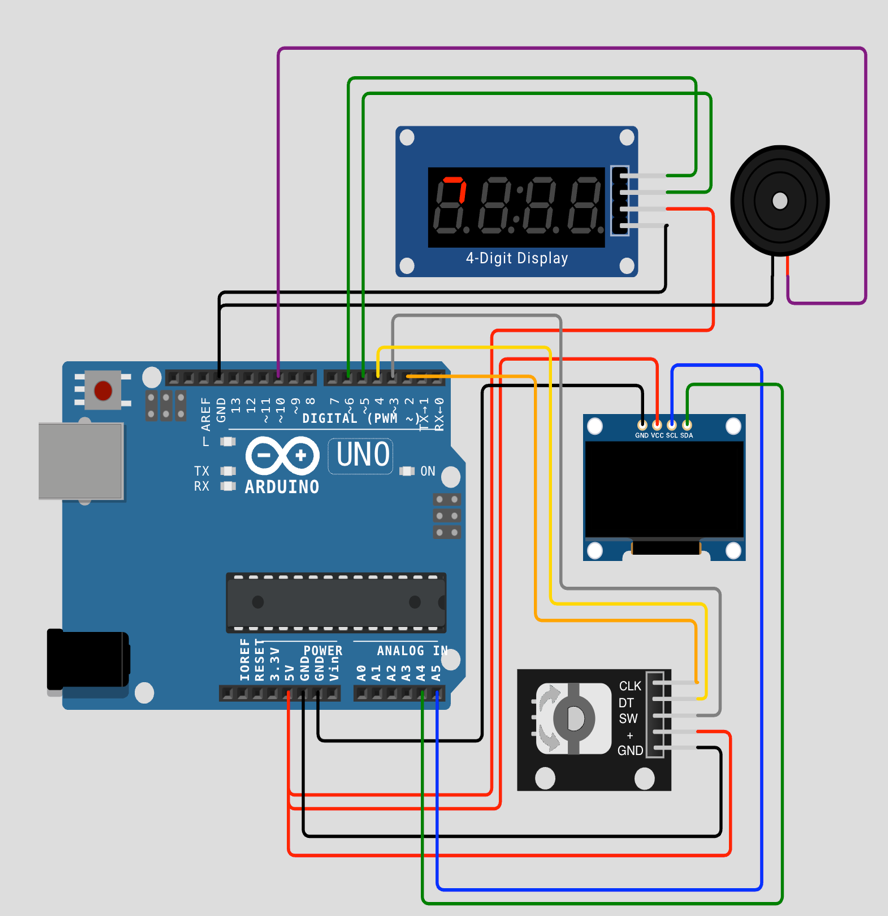 4-Digit Display
AREF
GND
13
12
~11
~10
~9
8
7
~6
~5
4
~3
2
TX→1
RX←0
DIGITAL (PWM ~)
L
TX
RX
UNO
ON
ARDUINO
GND VCC SCL SDA
IOREF
RESET
3.3V
5V
GND
GND
Vin
POWER
ANALOG IN
A0
A1
A2
A3
A4
A5
CLK
DT
SW
+
GND